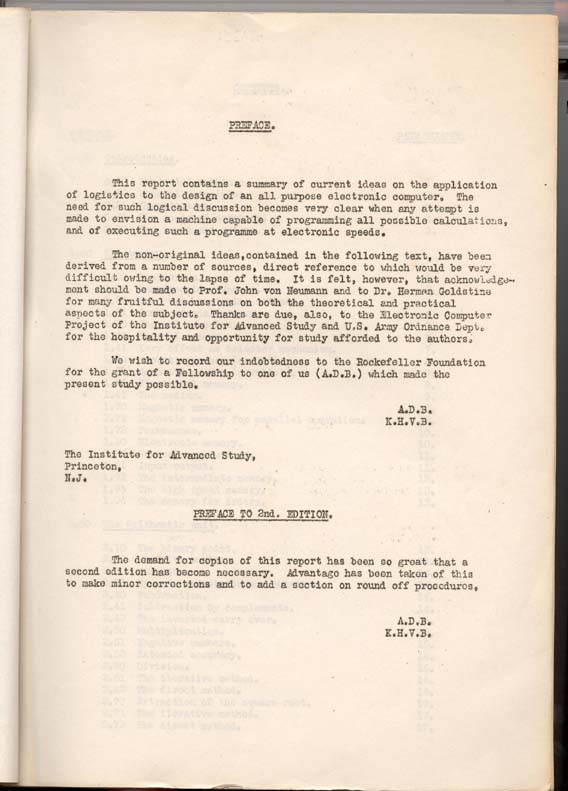 PREFACE.
This report contains a summary of current ideas on the application
of logistics to the design of an all purpose electronic computer. The
need for such logical discussion becomes very clear when any attempt is
made to envision a machine capable of programming all possible calculations,
and of executing such a programme at electronic speeds.
The non-original ideas,contained in the following text, have been
derived from a number of sources, direct reference to which would be very
difficult owing to the lapse of time. It is felt, however, that acknowledge-
ment should be made to Prof. John von Neumann and to Dr. Herman Goldstine
for many fruitful discussions on both the theoretical and practical
aspects of the subject. Thanks are due, also, to the Electronic Computer
Project of the Institute for Advanced Study and U.S. Army Ordnance Dept.
for the hospitality and opportunity for study afforded to the authors.
We wish to record our indebtedness to the Rockefeller Foundation
for the grant of a Fellowship to one of us (A.D.B.) which made the
present study possible.
A.D.B.
K.H.V.B.
The Institute for Advanced Study,
Princeton,
N.J.
PREFACE TO 2nd. EDITION.
The demand for copies of this report has been so great that a
second edition has become necessary. Advantage has been taken of this
to make minor corrections and to add a section on round off procedures.
A.D.B.
K.H.V.B.